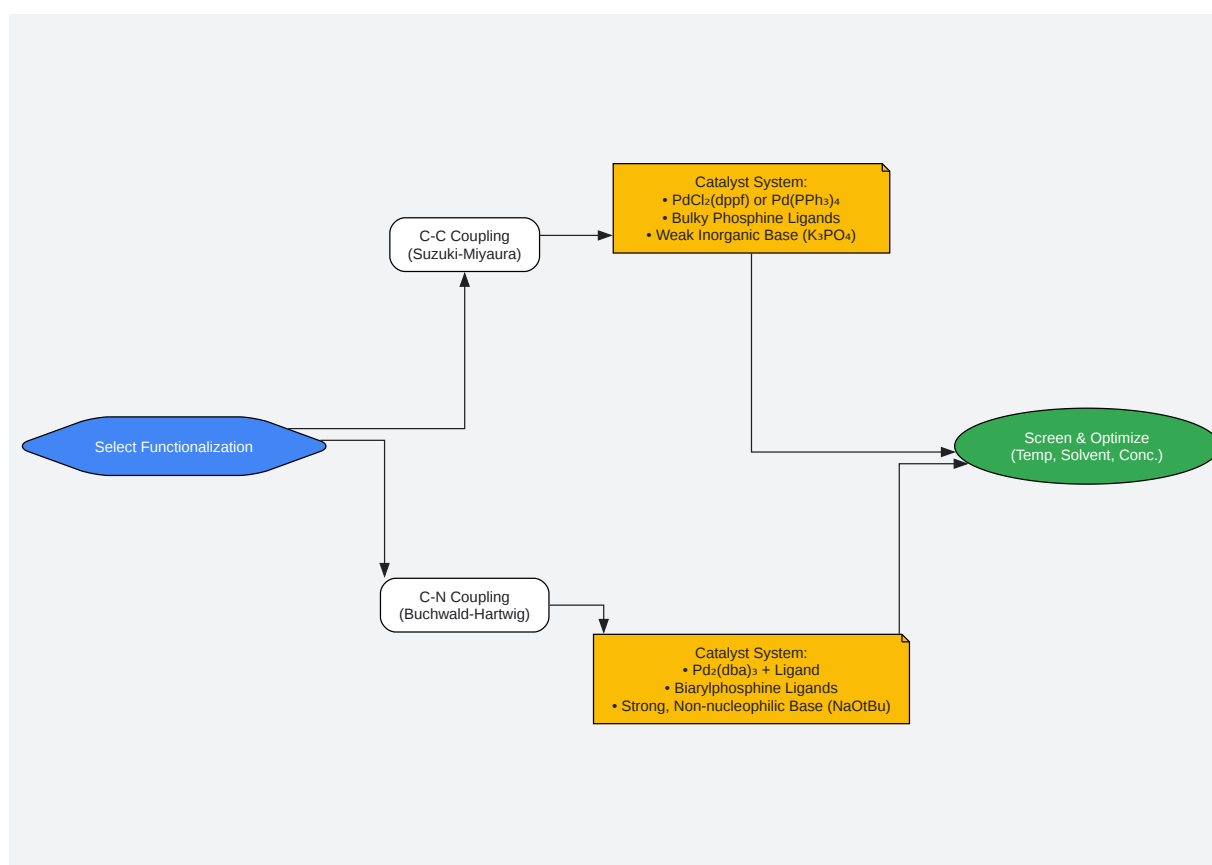 Catalyst System:
• PdCl₂(dppf) or Pd(PPh₃)₄
• Bulky Phosphine Ligands
• Weak Inorganic Base (K₃PO₄)
C-C Coupling
(Suzuki-Miyaura)
Select Functionalization
Screen & Optimize
(Temp, Solvent, Conc.)
C-N Coupling
(Buchwald-Hartwig)
Catalyst System:
• Pd₂(dba)₃ + Ligand
• Biarylphosphine Ligands
• Strong, Non-nucleophilic Base (NaOtBu)